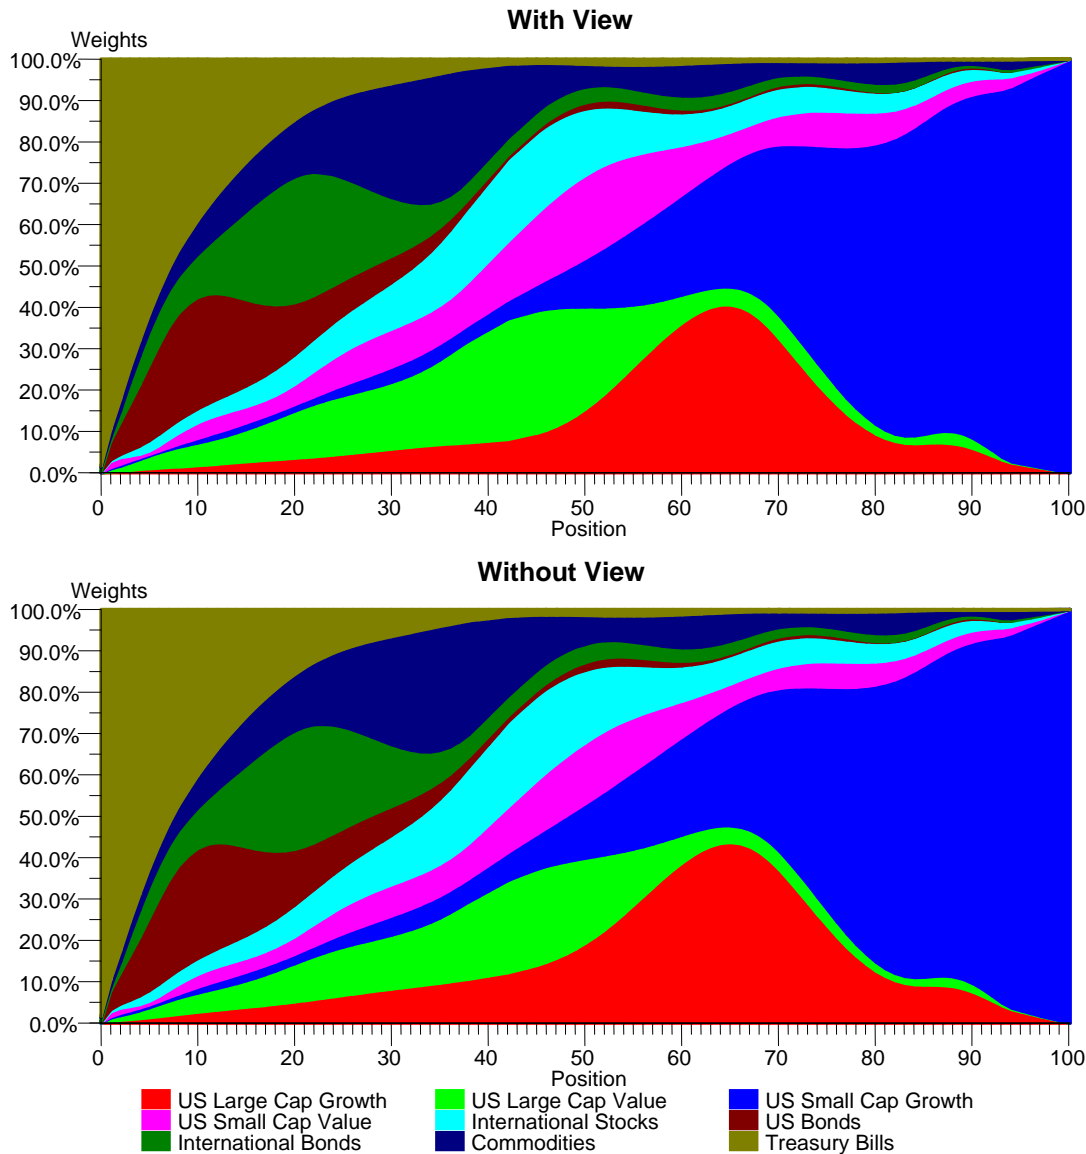 With View
Weights
100.0%
90.0%
80.0%
70.0%
60.0%
50.0%
40.0%
30.0%
20.0%
10.0%
0.0%
0 10 20 30 40 50 60 70 80 90 100
Position
Without View
Weights
100.0%
90.0%
80.0%
70.0%
60.0%
50.0%
40.0%
30.0%
20.0%
10.0%
0.0%
0 10 20 30 40 50 60 70 80 90 100
Position
US Large Cap Growth US Large Cap Value US Small Cap Growth
US Small Cap Value International Stocks US Bonds
International Bonds Commodities Treasury Bills